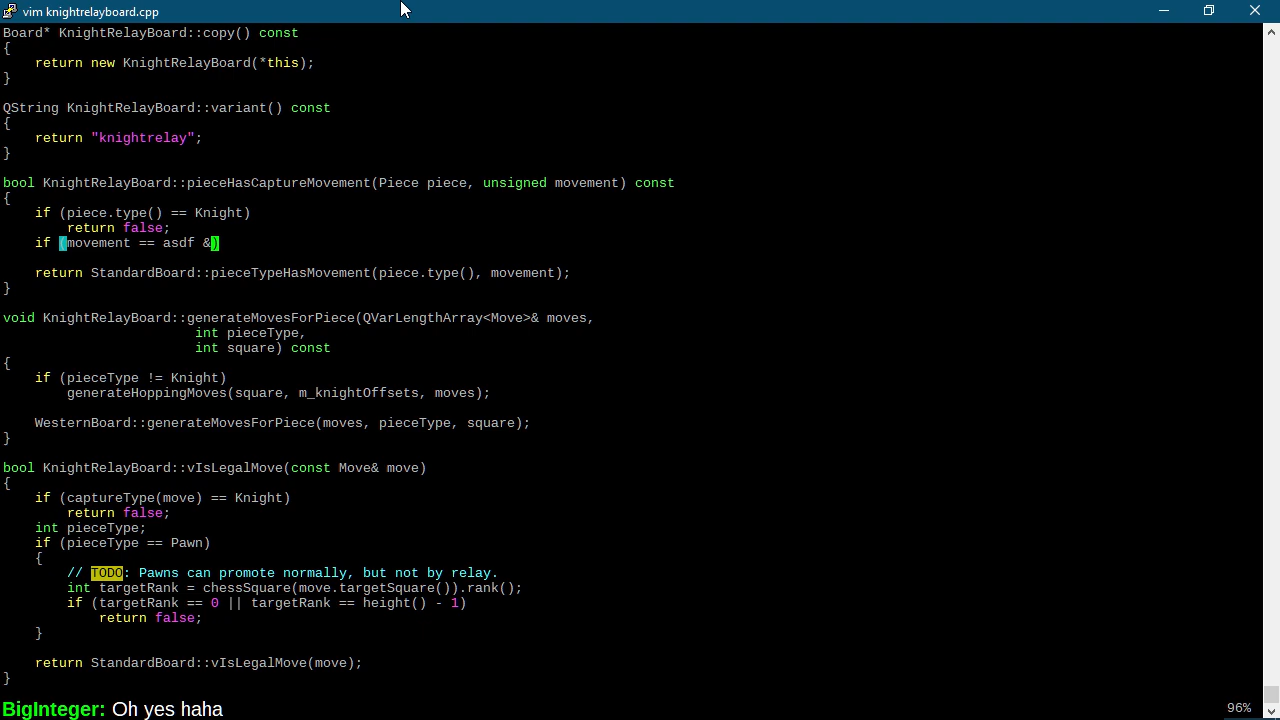 vim knightrelayboard.cpp
Board* KnightRelayBoard::copy() const
{
    return new KnightRelayBoard(*this);
}

QString KnightRelayBoard::variant() const
{
    return "knightrelay";
}

bool KnightRelayBoard::pieceHasCaptureMovement(Piece piece, unsigned movement) const
{
    if (piece.type() == Knight)
        return false;
    if (movement == asdf &)

    return StandardBoard::pieceTypeHasMovement(piece.type(), movement);
}

void KnightRelayBoard::generateMovesForPiece(QVarLengthArray<Move>& moves,
                        int pieceType,
                        int square) const
{
    if (pieceType != Knight)
        generateHoppingMoves(square, m_knightOffsets, moves);

    WesternBoard::generateMovesForPiece(moves, pieceType, square);
}

bool KnightRelayBoard::vIsLegalMove(const Move& move)
{
    if (captureType(move) == Knight)
        return false;
    int pieceType;
    if (pieceType == Pawn)
    {
        // TODO: Pawns can promote normally, but not by relay.
        int targetRank = chessSquare(move.targetSquare()).rank();
        if (targetRank == 0 || targetRank == height() - 1)
            return false;
    }

    return StandardBoard::vIsLegalMove(move);
}
BigInteger: Oh yes haha
96%